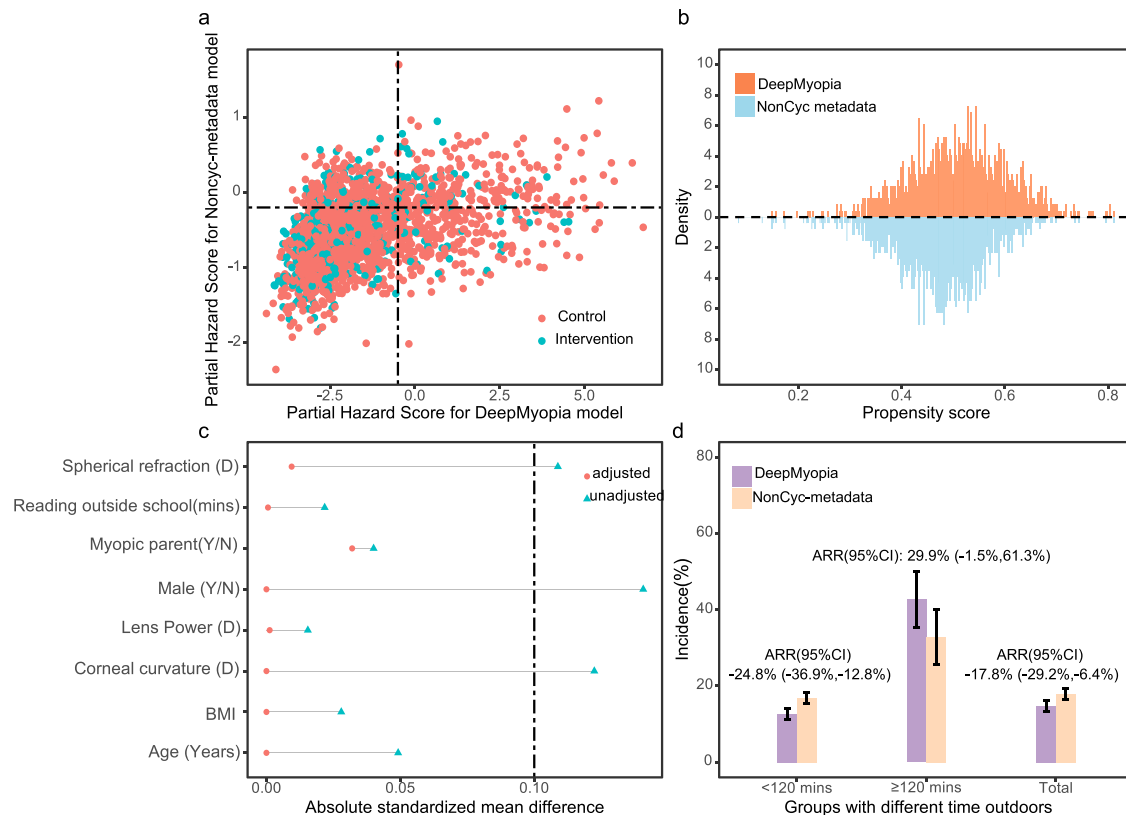 a
Partial Hazard Score for Noncyc-metadata model
1
0
-1
-2
-2.5
0.0
2.5
5.0
Partial Hazard Score for DeepMyopia model
Control
Intervention
b
Density
10
8
6
4
2
0
2
4
6
8
10
DeepMyopia
NonCyc metadata
0.2
0.4
0.6
0.8
Propensity score
c
Spherical refraction (D)
Reading outside school(mins)
Myopic parent(Y/N)
Male (Y/N)
Lens Power (D)
Corneal curvature (D)
BMI
Age (Years)
adjusted
unadjusted
0.00
0.05
0.10
Absolute standardized mean difference
d
Incidence(%)
80
60
40
20
0
DeepMyopia
NonCyc-metadata
ARR(95%CI): 29.9% (-1.5%,61.3%)
ARR(95%CI)
-24.8% (-36.9%,-12.8%)
ARR(95%CI)
-17.8% (-29.2%,-6.4%)
<120 mins
≥120 mins
Total
Groups with different time outdoors